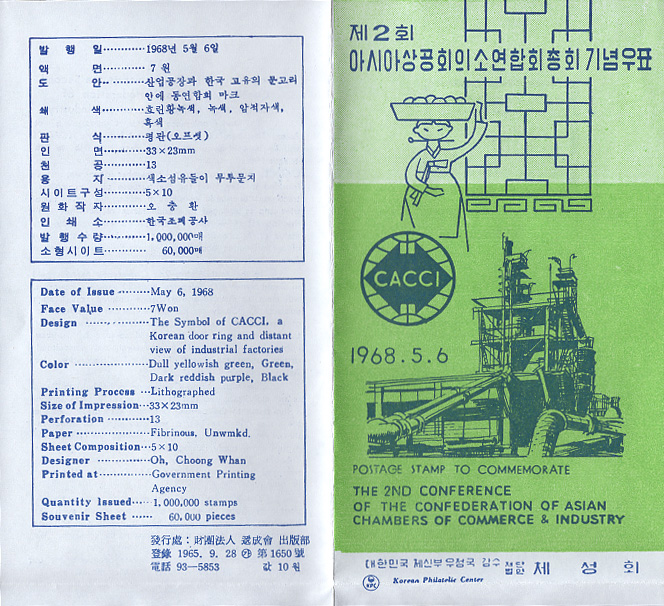 발 행 일············1968년 5월 6일
액 면············ 7 원
도 안············산업공장과 한국 고유의 문고리
안에 동연합회 마크
쇄 색············흐린황녹색, 녹색, 암적자색,
흑색
판 식············평판(오프셋)
인 면············33×23mm
천 공············13
용 지············색소섬유들이 무투문지
시이트구성············5×10
원화작자············오 충 환
인 쇄 소············한국조폐공사
발행수량············1,000,000매
소형시이트············ 60,000매
Date of Issue ·········May 6, 1968
Face Value ············7Won
Design ············The Symbol of CACCI, a
Korean door ring and distant
view of industrial factories
Color ··················Dull yellowish green, Green,
Dark reddish purple, Black
Printing Process ···Lithographed
Size of Impression···33×23mm
Perforation ············13
Paper ··················Fibrinous, Unwmkd.
Sheet Composition···5×10
Designer ···············Oh, Choong Whan
Printed at············Government Printing
Agency
Quantity Issued······1,000,000 stamps
Souvenir Sheet ······ 60,000 pieces
發行處: 財團法人 遞成會 出版部
登錄 1965. 9. 28 ㉮ 第 1650 號
電話 93—5853 값 10 원
제2회
아시아상공회의소연합회총회 기념우표
CACCI
1968.5.6
POSTAGE STAMP TO COMMEMORATE
THE 2ND CONFERENCE
OF THE CONFEDERATION OF ASIAN
CHAMBERS OF COMMERCE & INDUSTRY
대한민국 체신부 우정국 감수 재단법인 체 성 회
KPC Korean Philatelic Center